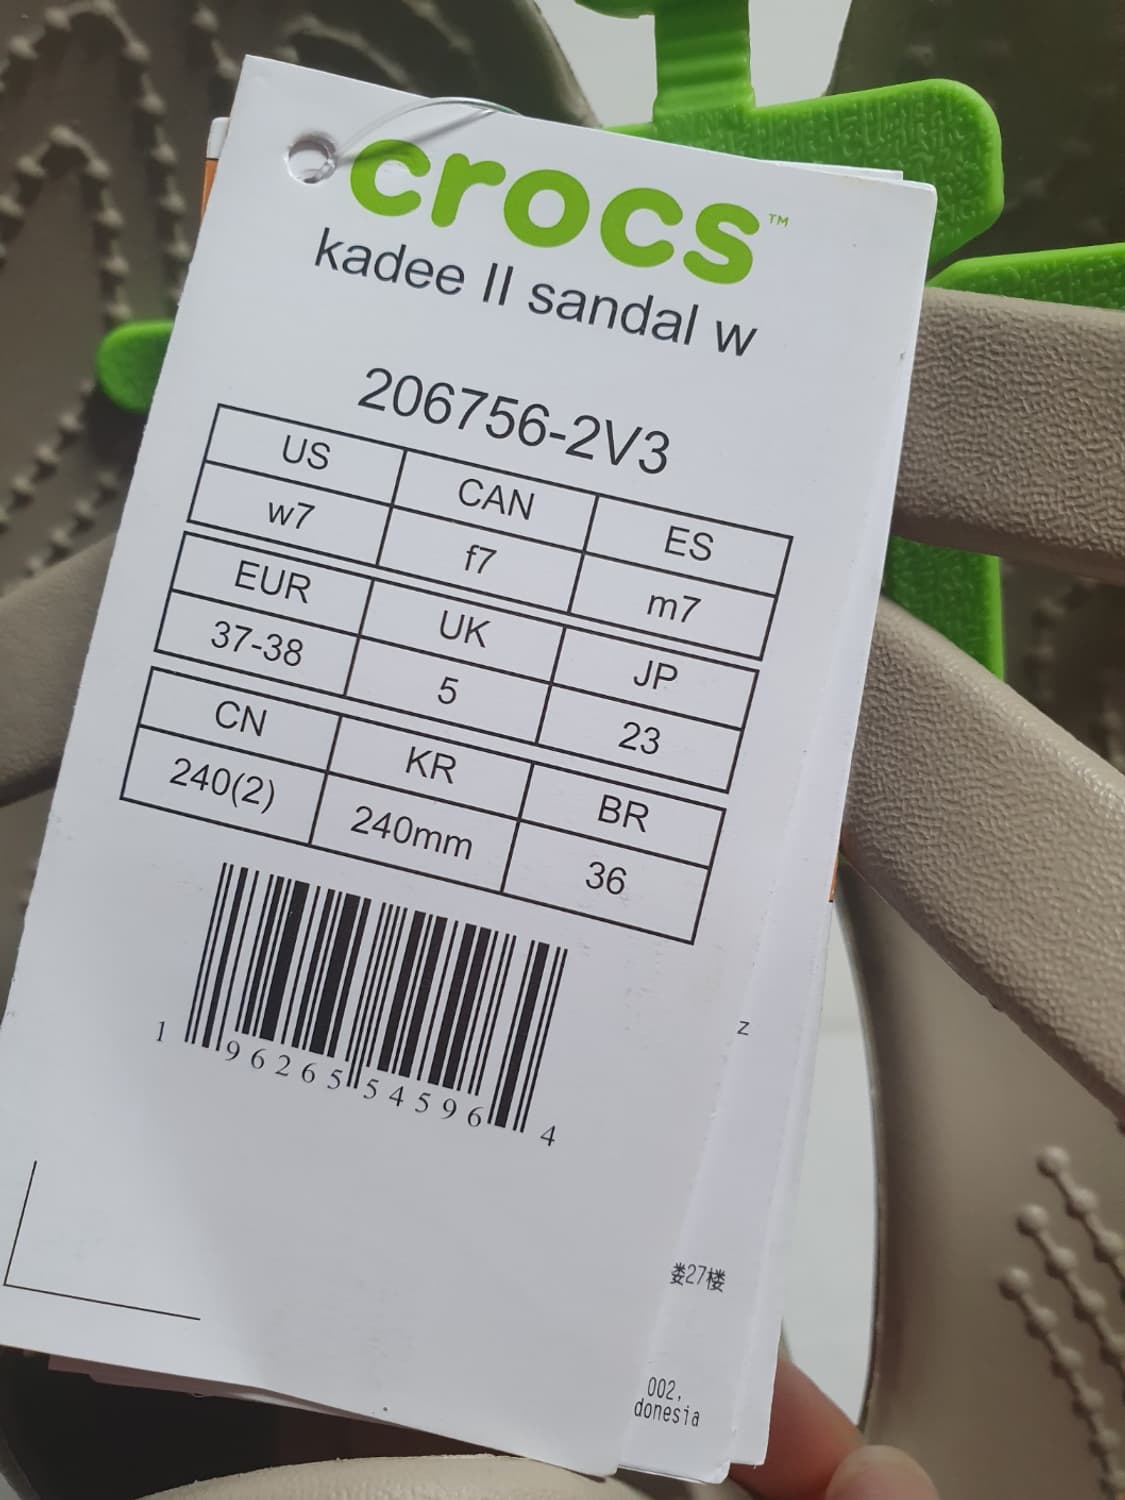 crocs™
kadee II sandal w
206756-2V3
US CAN ES
w7 f7 m7
EUR UK JP
37-38 5 23
CN KR BR
240(2) 240mm 36
1 96265 54596 4
z
娄27楼
002,
donesia